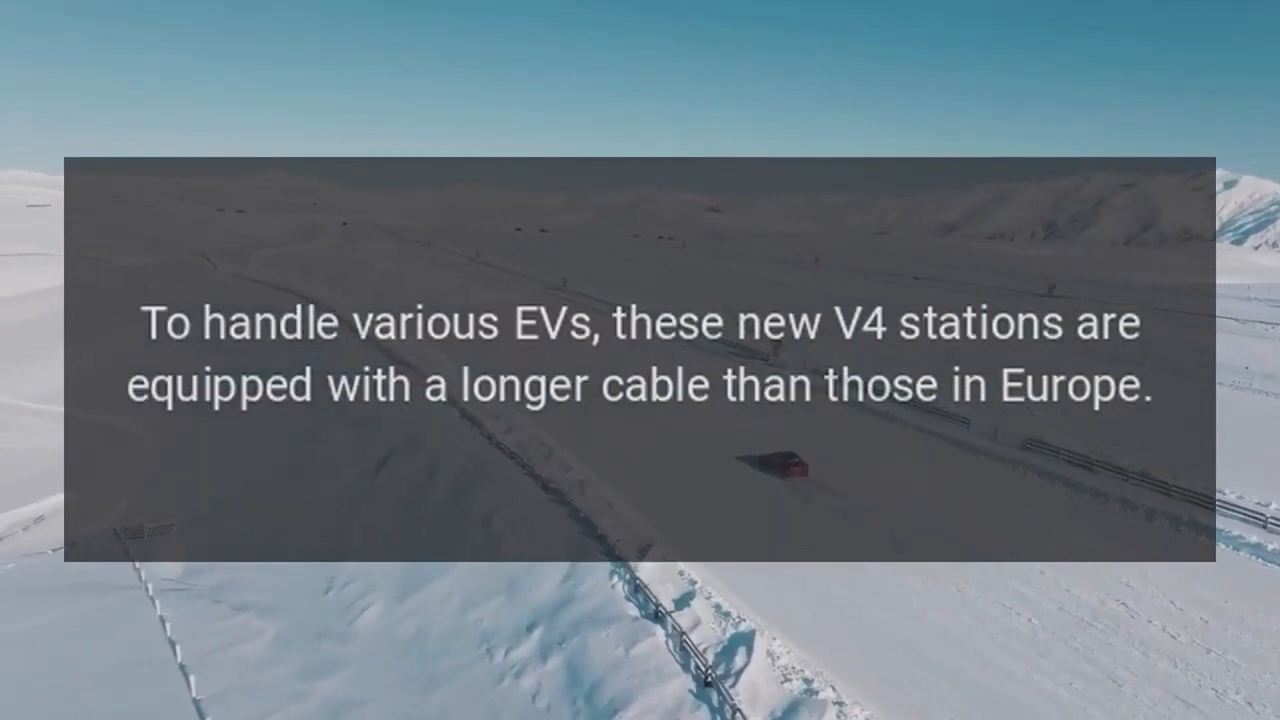 To handle various EVs, these new V4 stations are
equipped with a longer cable than those in Europe.